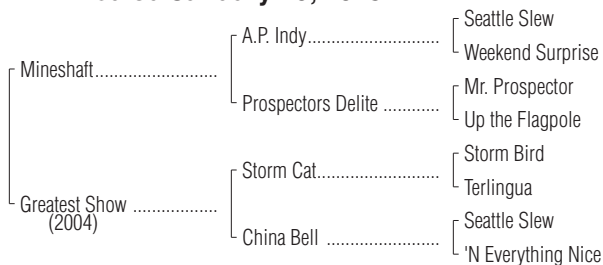 Seattle Slew
A.P. Indy........................................
Weekend Surprise
Mineshaft.....................................
Mr. Prospector
Prospectors Delite ..................
Up the Flagpole
Storm Bird
Storm Cat......................................
Terlingua
Greatest Show .........................
(2004)
Seattle Slew
China Bell ....................................
'N Everything Nice